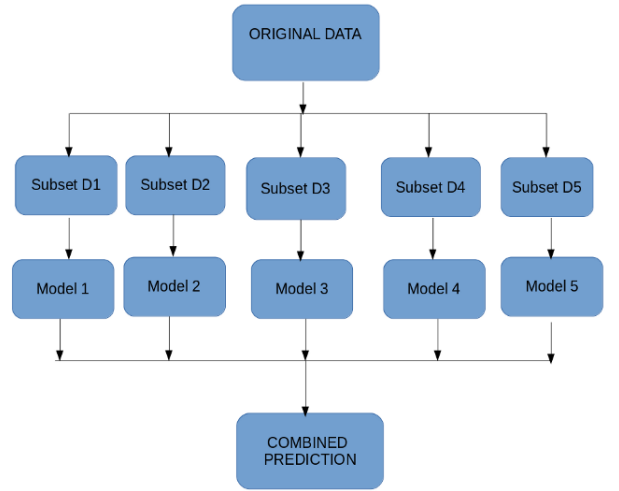 ORIGINAL DATA
Subset D1
Subset D2
Subset D3
Subset D4
Subset D5
Model 1
Model 2
Model 3
Model 4
Model 5
COMBINED
PREDICTION